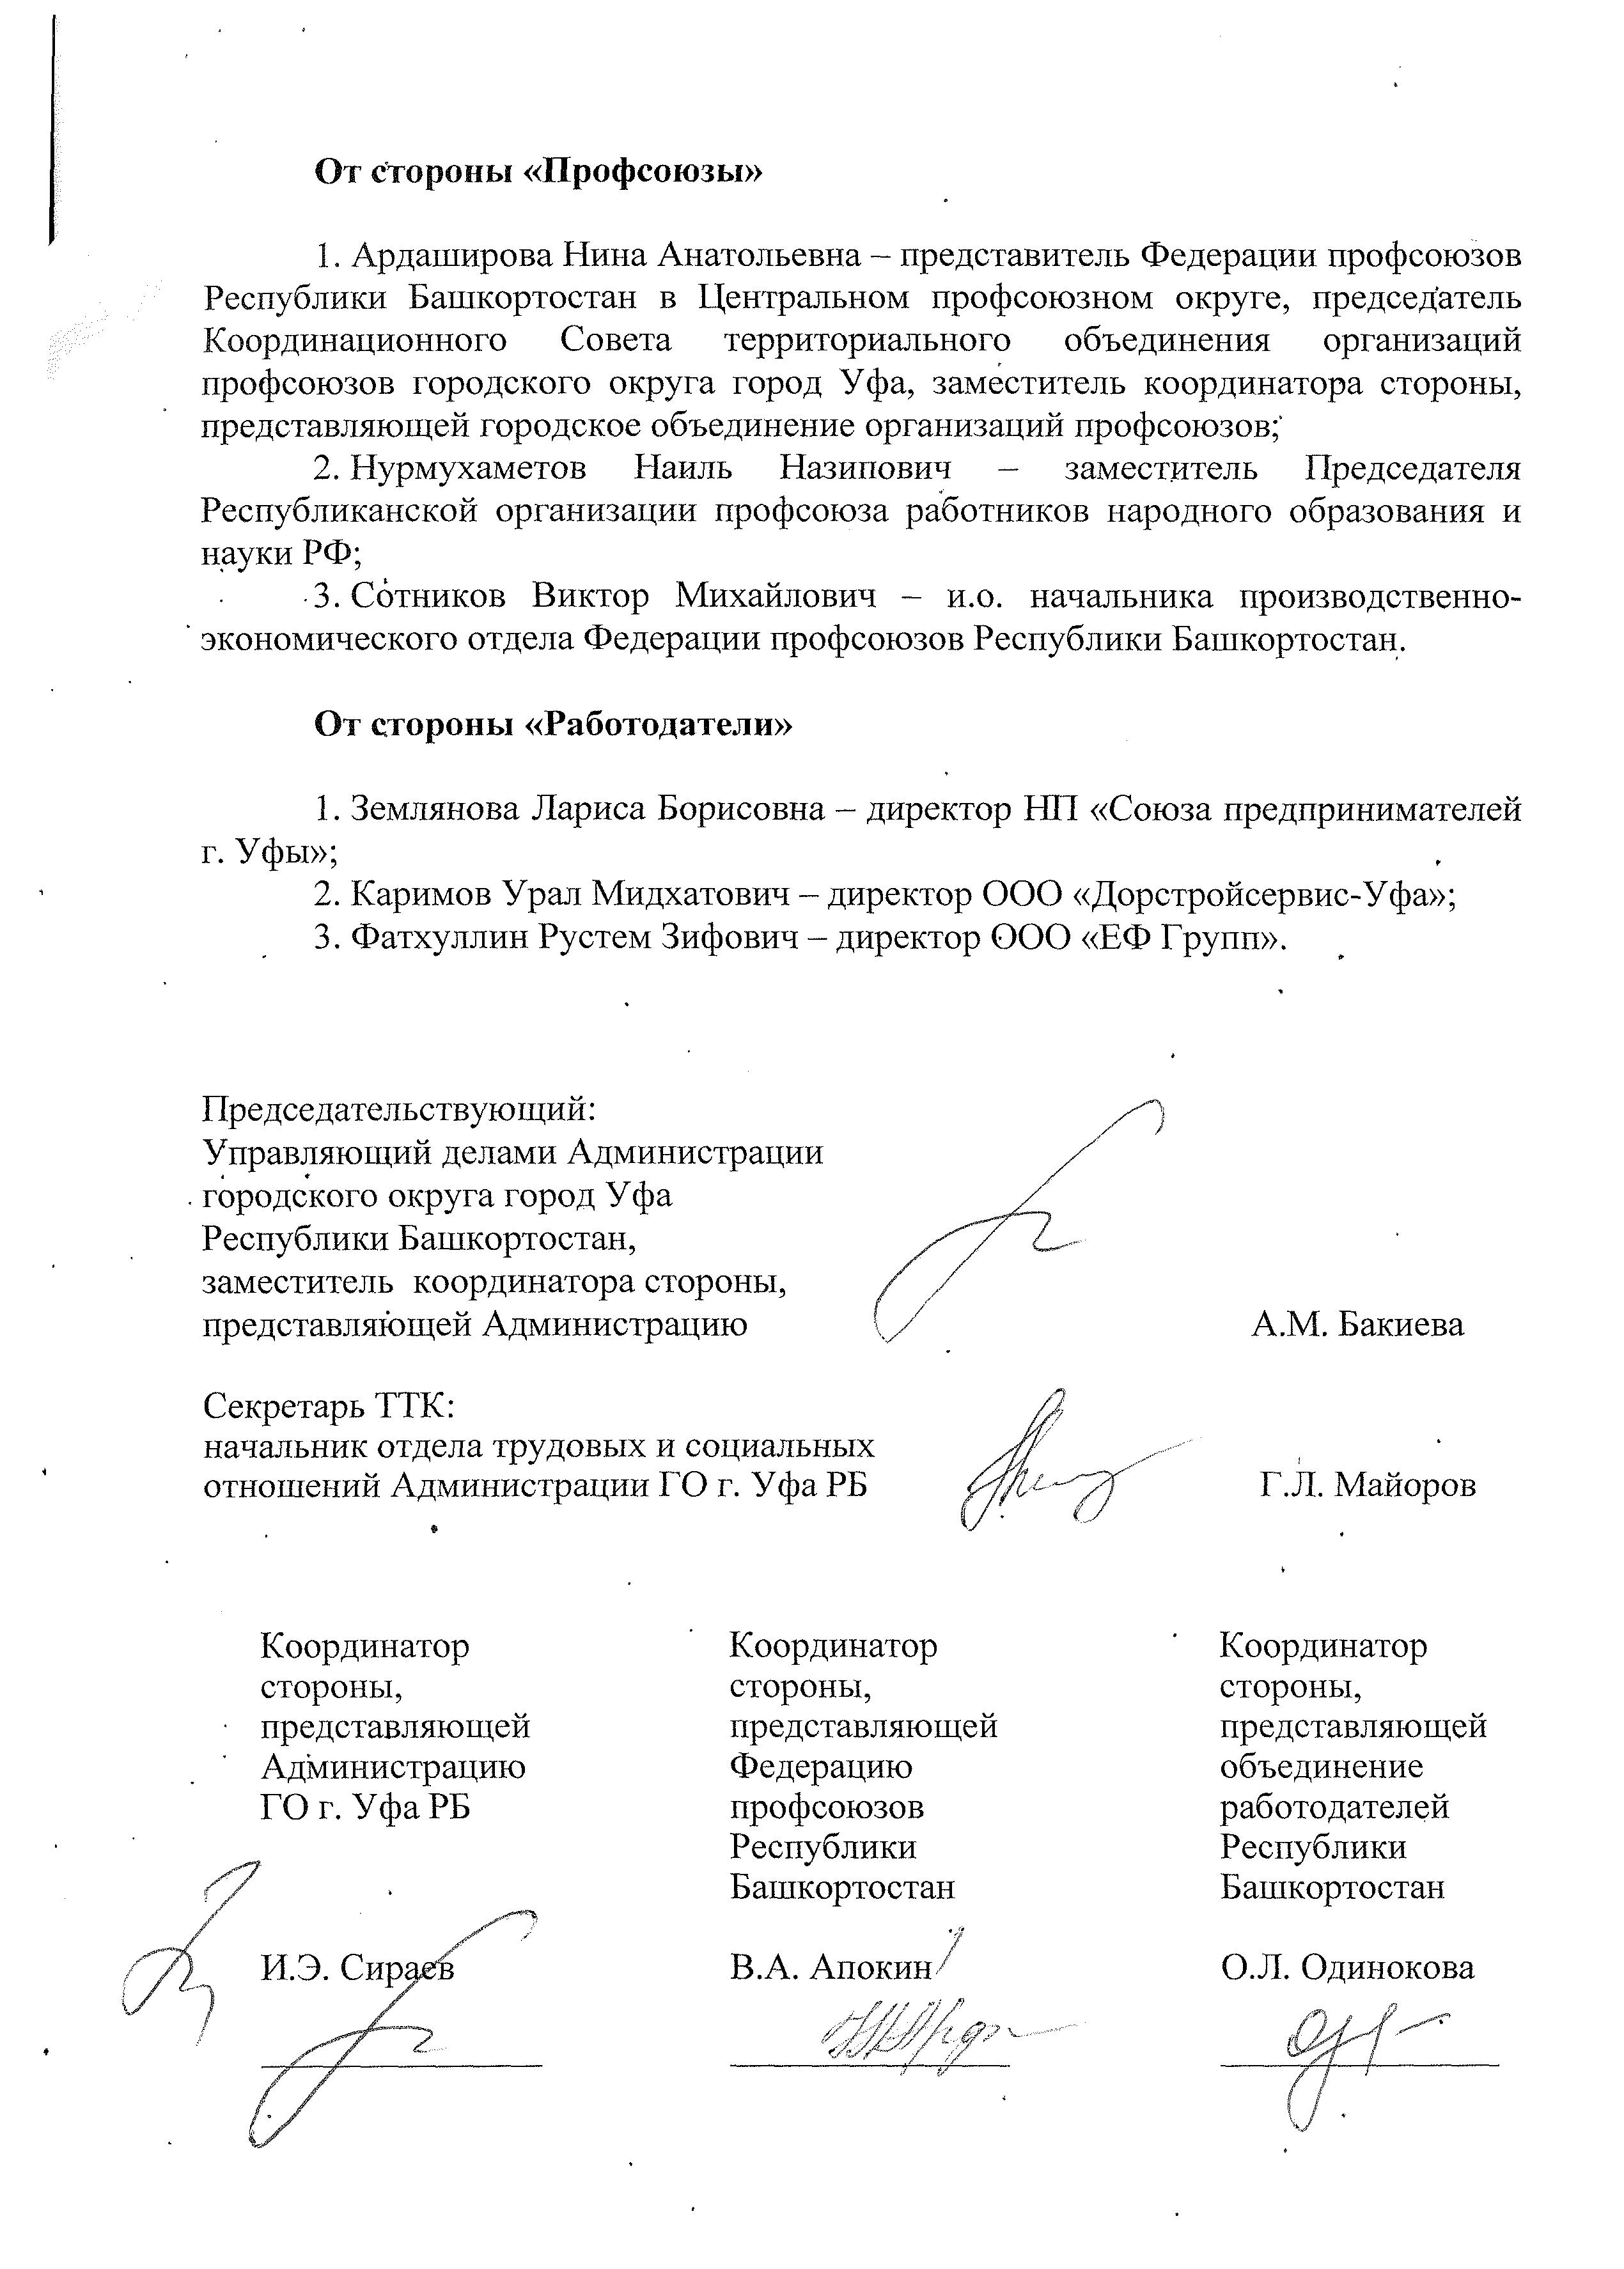 От стороны «Профсоюзы»
1. Ардаширова Нина Анатольевна – представитель Федерации профсоюзов
Республики Башкортостан в Центральном профсоюзном округе, председатель
Координационного Совета территориального объединения организаций
профсоюзов городского округа город Уфа, заместитель координатора стороны,
представляющей городское объединение организаций профсоюзов;
2. Нурмухаметов Наиль Назипович – заместитель Председателя
Республиканской организации профсоюза работников народного образования и
науки РФ;
3. Сотников Виктор Михайлович – и.о. начальника производственно-
экономического отдела Федерации профсоюзов Республики Башкортостан.
От стороны «Работодатели»
1. Землянова Лариса Борисовна – директор НП «Союза предпринимателей
г. Уфы»;
2. Каримов Урал Мидхатович – директор ООО «Дорстройсервис-Уфа»;
3. Фатхуллин Рустем Зифович – директор ООО «ЕФ Групп».
Председательствующий:
Управляющий делами Администрации
городского округа город Уфа
Республики Башкортостан,
заместитель координатора стороны,
представляющей Администрацию А.М. Бакиева
Секретарь ТТК:
начальник отдела трудовых и социальных
отношений Администрации ГО г. Уфа РБ Г.Л. Майоров
Координатор
стороны,
представляющей
Администрацию
ГО г. Уфа РБ
И.Э. Сираев
Координатор
стороны,
представляющей
Федерацию
профсоюзов
Республики
Башкортостан
В.А. Апокин
Координатор
стороны,
представляющей
объединение
работодателей
Республики
Башкортостан
О.Л. Одинокова